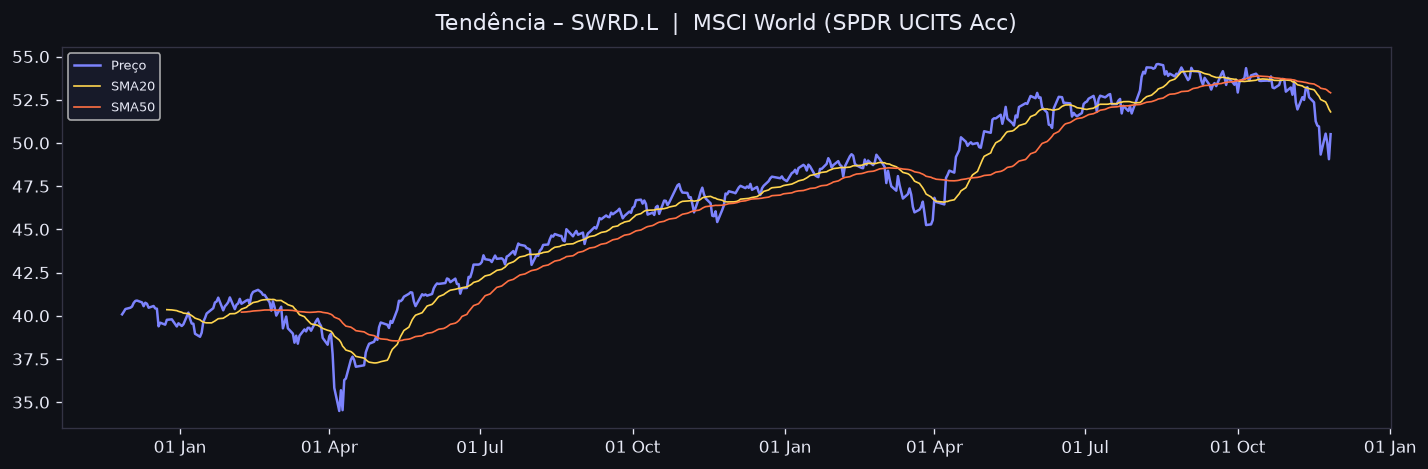 Tendência – SWRD.L | MSCI World (SPDR UCITS Acc)
55.0
52.5
50.0
47.5
45.0
42.5
40.0
37.5
35.0
Preço
SMA20
SMA50
01 Jan 01 Apr 01 Jul 01 Oct 01 Jan 01 Apr 01 Jul 01 Oct 01 Jan